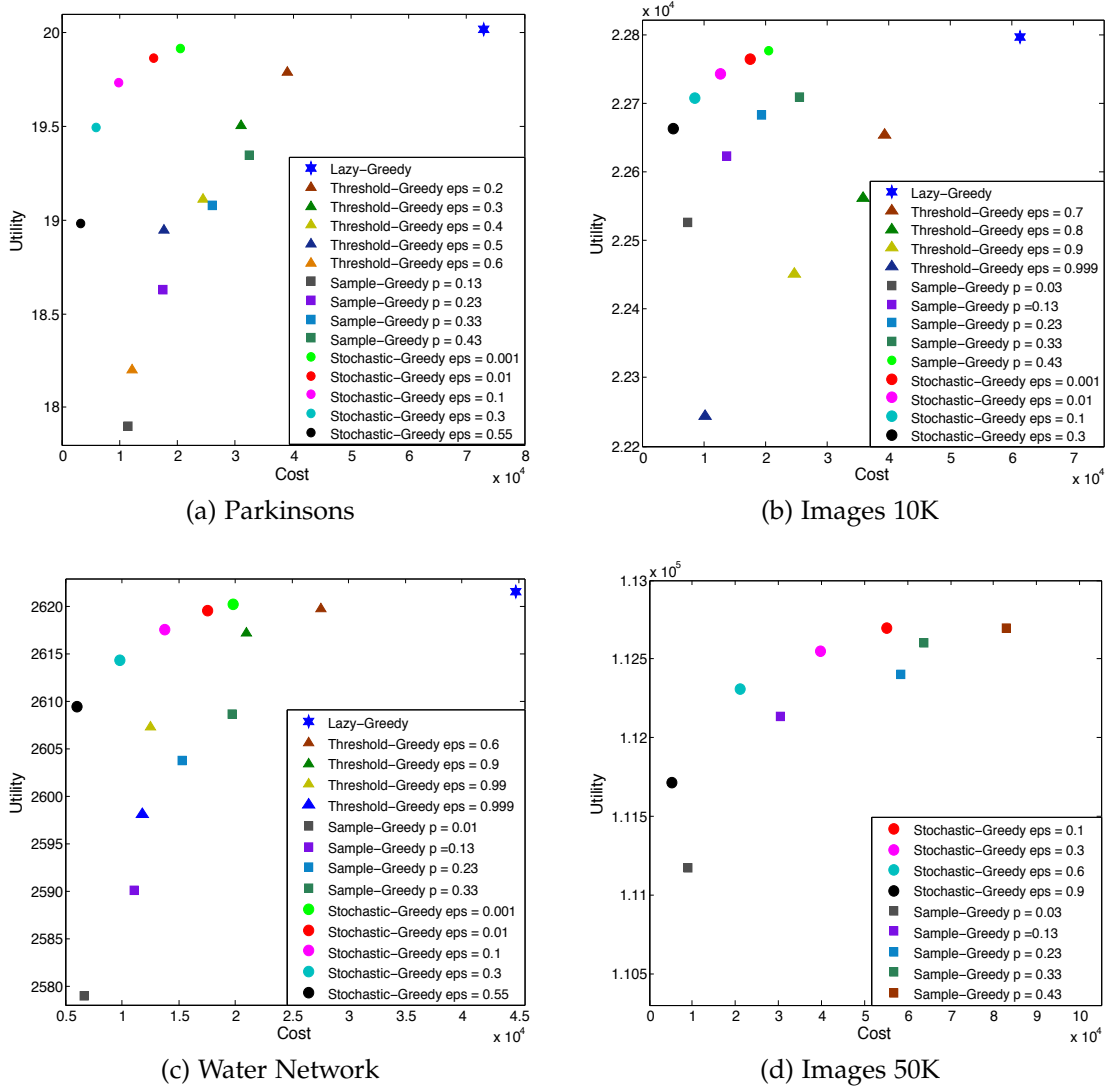 20
19.5
19
18.5
18
Utility
0 1 2 3 4 5 6 7 8
Cost
x 10^4
Lazy−Greedy
Threshold−Greedy eps = 0.2
Threshold−Greedy eps = 0.3
Threshold−Greedy eps = 0.4
Threshold−Greedy eps = 0.5
Threshold−Greedy eps = 0.6
Sample−Greedy p = 0.13
Sample−Greedy p = 0.23
Sample−Greedy p = 0.33
Sample−Greedy p = 0.43
Stochastic−Greedy eps = 0.001
Stochastic−Greedy eps = 0.01
Stochastic−Greedy eps = 0.1
Stochastic−Greedy eps = 0.3
Stochastic−Greedy eps = 0.55
(a) Parkinsons
x 10^4
2.28
2.27
2.26
2.25
2.24
2.23
2.22
Utility
0 1 2 3 4 5 6 7
Cost
x 10^4
Lazy−Greedy
Threshold−Greedy eps = 0.7
Threshold−Greedy eps = 0.8
Threshold−Greedy eps = 0.9
Threshold−Greedy eps = 0.999
Sample−Greedy p = 0.03
Sample−Greedy p =0.13
Sample−Greedy p = 0.23
Sample−Greedy p = 0.33
Sample−Greedy p = 0.43
Stochastic−Greedy eps = 0.001
Stochastic−Greedy eps = 0.01
Stochastic−Greedy eps = 0.1
Stochastic−Greedy eps = 0.3
(b) Images 10K
2620
2615
2610
2605
2600
2595
2590
2585
2580
Utility
0.5 1 1.5 2 2.5 3 3.5 4 4.5
Cost
x 10^4
Lazy−Greedy
Threshold−Greedy eps = 0.6
Threshold−Greedy eps = 0.9
Threshold−Greedy eps = 0.99
Threshold−Greedy eps = 0.999
Sample−Greedy p = 0.01
Sample−Greedy p =0.13
Sample−Greedy p = 0.23
Sample−Greedy p = 0.33
Stochastic−Greedy eps = 0.001
Stochastic−Greedy eps = 0.01
Stochastic−Greedy eps = 0.1
Stochastic−Greedy eps = 0.3
Stochastic−Greedy eps = 0.55
(c) Water Network
x 10^5
1.13
1.125
1.12
1.115
1.11
1.105
Utility
0 1 2 3 4 5 6 7 8 9 10
Cost
x 10^4
Stochastic−Greedy eps = 0.1
Stochastic−Greedy eps = 0.3
Stochastic−Greedy eps = 0.6
Stochastic−Greedy eps = 0.9
Sample−Greedy p = 0.03
Sample−Greedy p =0.13
Sample−Greedy p = 0.23
Sample−Greedy p = 0.33
Sample−Greedy p = 0.43
(d) Images 50K